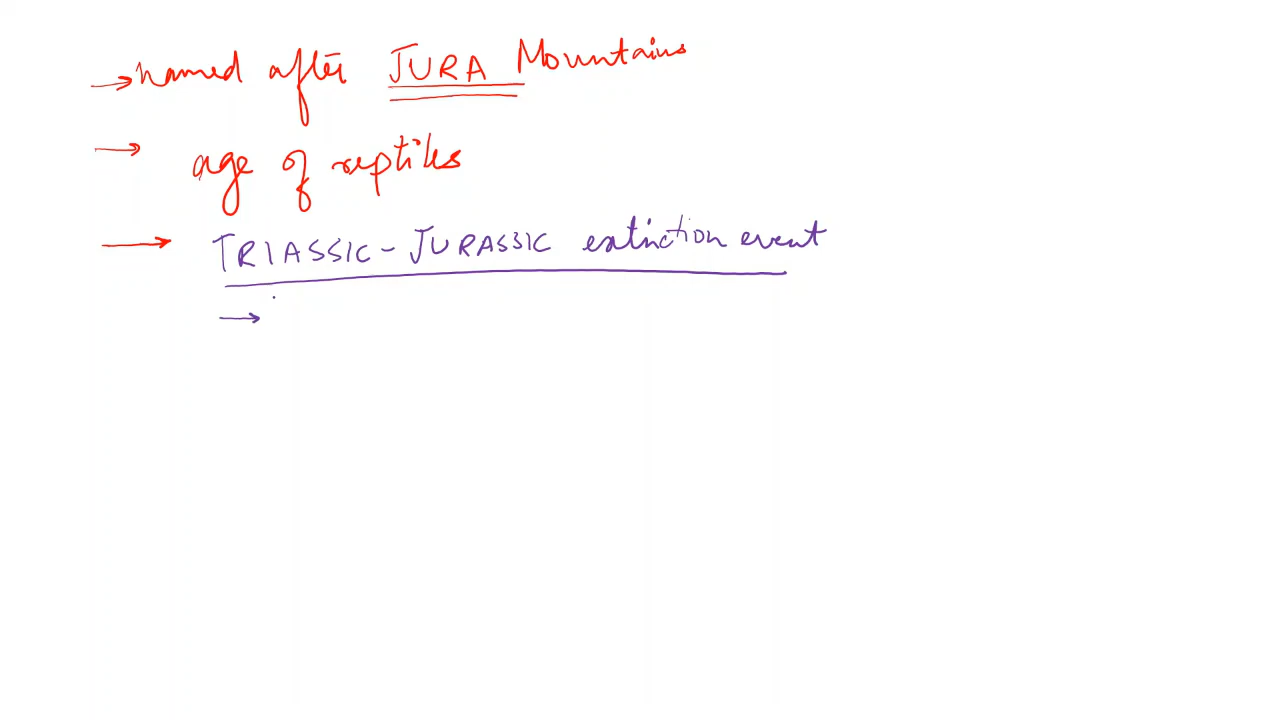 → named after JURA Mountains
→ age of reptiles
→ TRIASSIC - JURASSIC extinction event
→